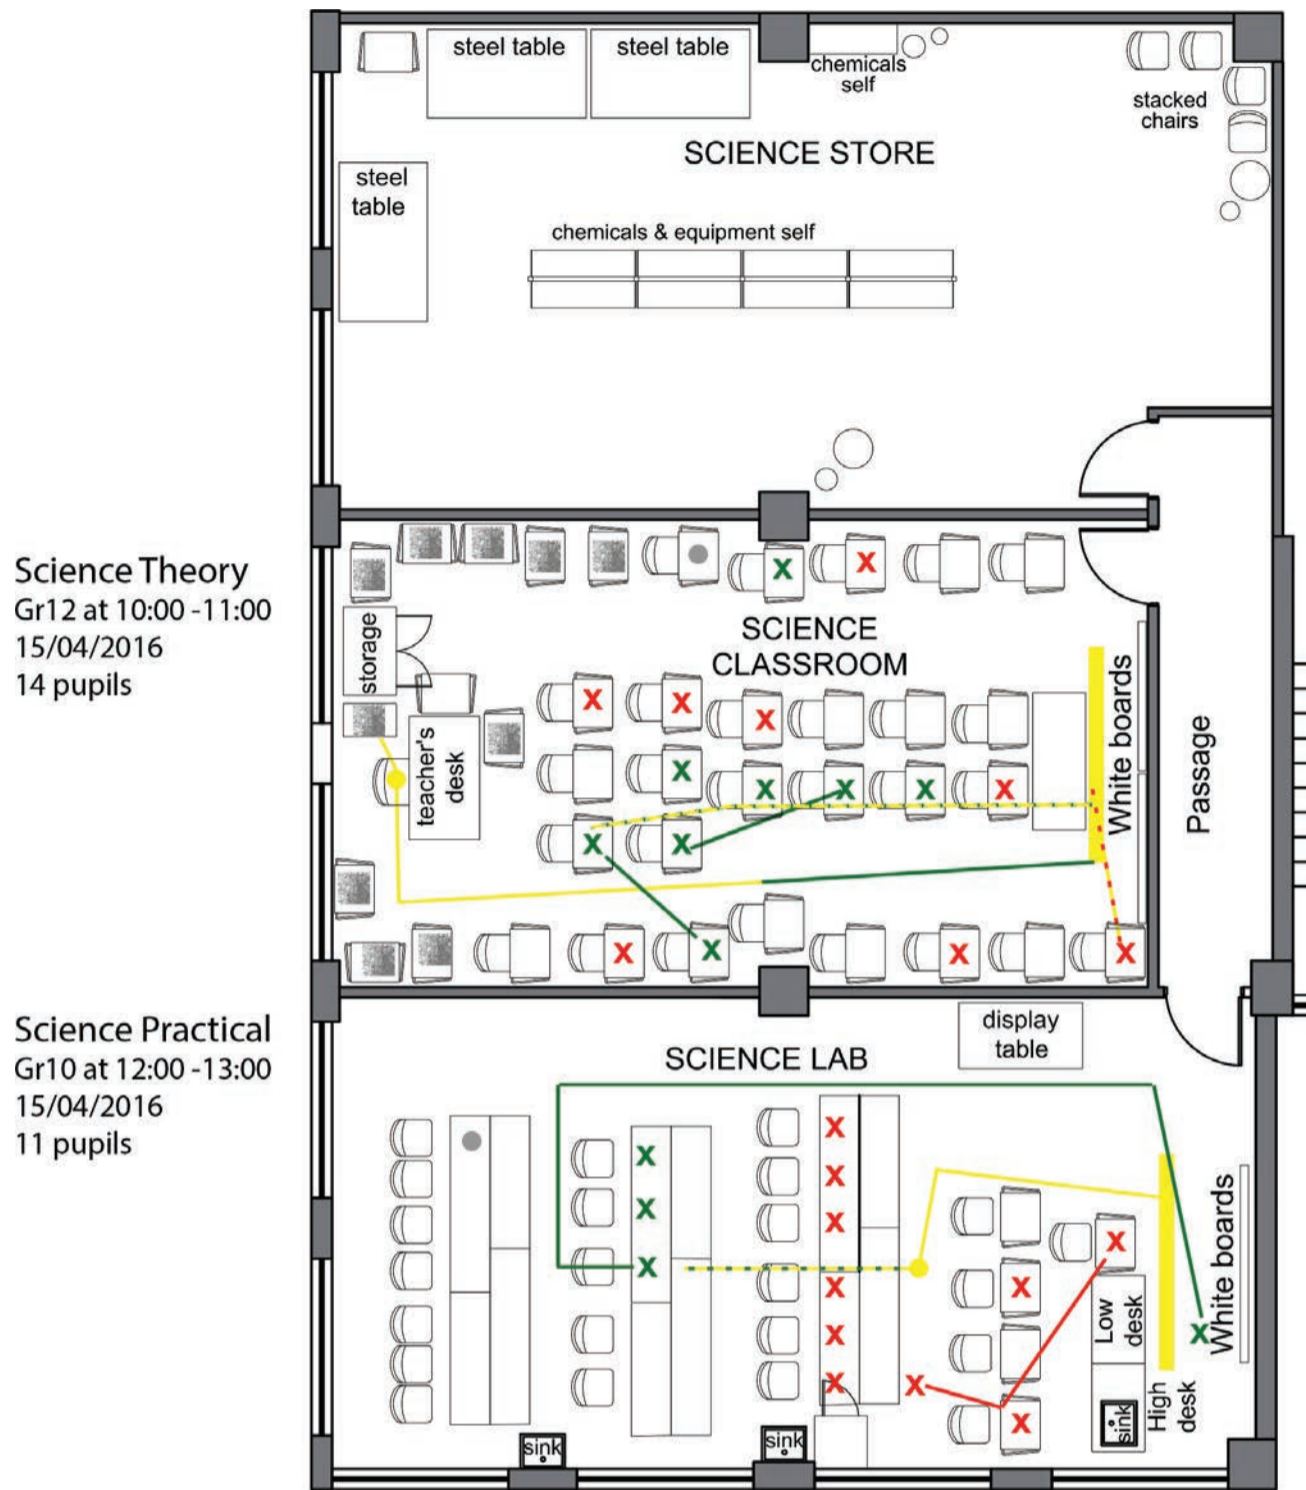 steel table
steel table
chemicals
self
stacked
chairs
SCIENCE STORE
steel
table
chemicals & equipment self
Science Theory
Gr12 at 10:00 -11:00
15/04/2016
14 pupils
x
x
SCIENCE
CLASSROOM
storage
teacher's
desk
White boards
Passage
x
x
x
x
x
x
x
x
x
x
x
x
x
x
Science Practical
Gr10 at 12:00 -13:00
15/04/2016
11 pupils
SCIENCE LAB
display
table
x
x
x
x
x
x
x
x
x
x
x
x
x
x
White boards
Low
desk
High
desk
sink
sink
sink